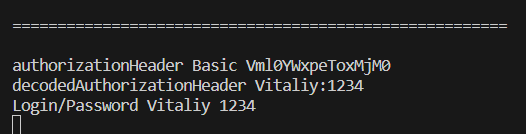 ======================================================
authorizationHeader Basic Vml0YWxpeToxMjM0
decodedAuthorizationHeader Vitaliy:1234
Login/Password Vitaliy 1234